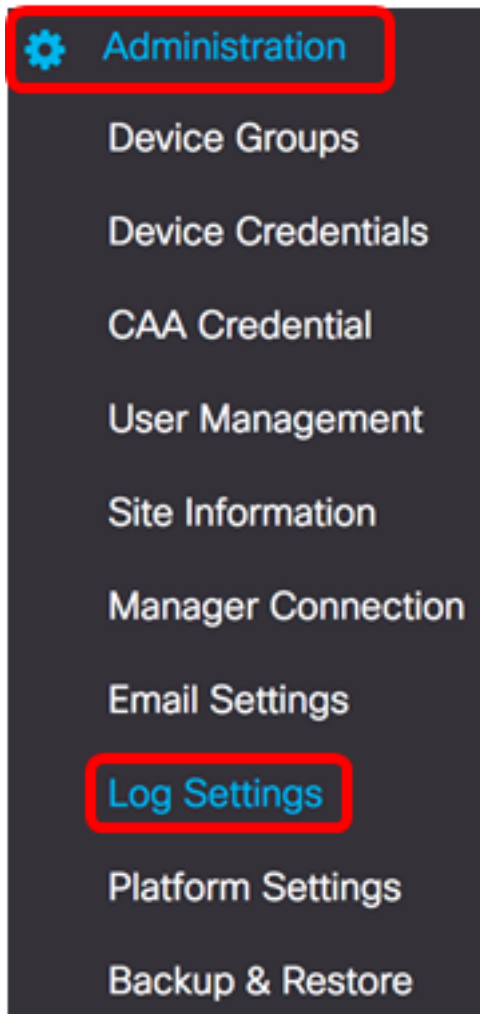 Administration
Device Groups
Device Credentials
CAA Credential
User Management
Site Information
Manager Connection
Email Settings
Log Settings
Platform Settings
Backup & Restore